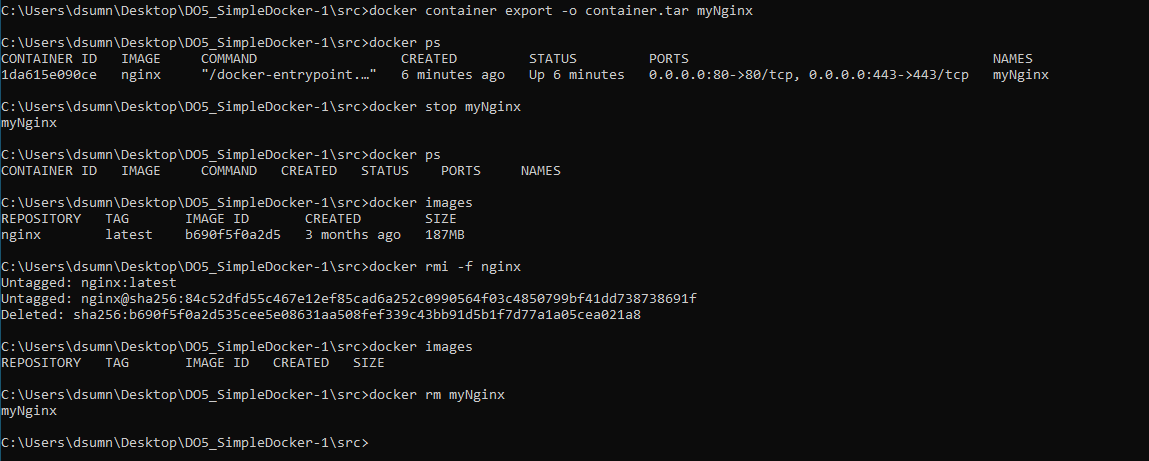 C:\Users\dsumn\Desktop\DO5_SimpleDocker-1\src>docker container export -o container.tar myNginx
C:\Users\dsumn\Desktop\DO5_SimpleDocker-1\src>docker ps
CONTAINER ID   IMAGE     COMMAND                  CREATED         STATUS         PORTS                                      NAMES
1da615e090ce   nginx     "/docker-entrypoint.…"   6 minutes ago   Up 6 minutes   0.0.0.0:80->80/tcp, 0.0.0.0:443->443/tcp   myNginx
C:\Users\dsumn\Desktop\DO5_SimpleDocker-1\src>docker stop myNginx
myNginx
C:\Users\dsumn\Desktop\DO5_SimpleDocker-1\src>docker ps
CONTAINER ID   IMAGE     COMMAND   CREATED   STATUS    PORTS     NAMES
C:\Users\dsumn\Desktop\DO5_SimpleDocker-1\src>docker images
REPOSITORY   TAG       IMAGE ID       CREATED        SIZE
nginx        latest    b690f5f0a2d5   3 months ago   187MB
C:\Users\dsumn\Desktop\DO5_SimpleDocker-1\src>docker rmi -f nginx
Untagged: nginx:latest
Untagged: nginx@sha256:84c52dfd55c467e12ef85cad6a252c0990564f03c4850799bf41dd738738691f
Deleted: sha256:b690f5f0a2d535cee5e08631aa508fef339c43bb91d5b1f7d77a1a05cea021a8
C:\Users\dsumn\Desktop\DO5_SimpleDocker-1\src>docker images
REPOSITORY   TAG       IMAGE ID   CREATED   SIZE
C:\Users\dsumn\Desktop\DO5_SimpleDocker-1\src>docker rm myNginx
myNginx
C:\Users\dsumn\Desktop\DO5_SimpleDocker-1\src>